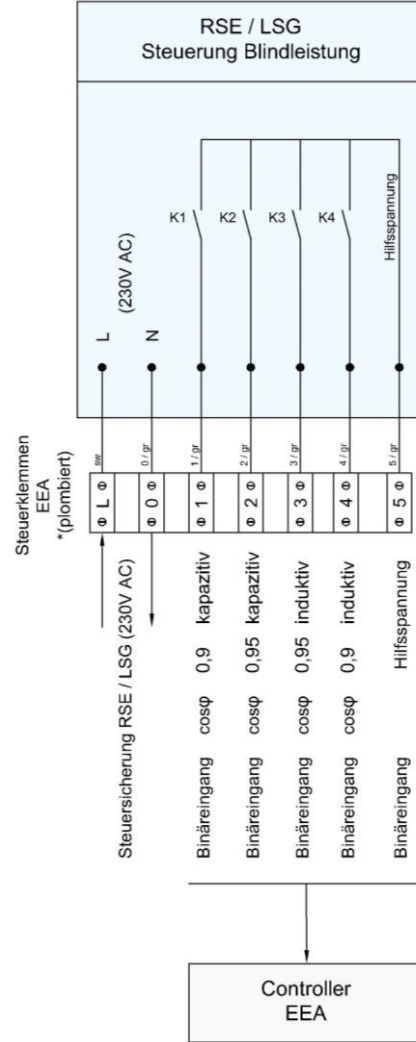 RSE / LSG
Steuerung Blindleistung
K1
K2
K3
K4
Hilfsspannung
(230V AC)
L
N
Steuerklemmen
EEA
*(plombiert)
sw
0 / gr
1 / gr
2 / gr
3 / gr
4 / gr
5 / gr
L
0
1
2
3
4
5
Steuersicherung RSE / LSG (230V AC)
Binäreingang cosφ 0,9 kapazitiv
Binäreingang cosφ 0,95 kapazitiv
Binäreingang cosφ 0,95 induktiv
Binäreingang cosφ 0,9 induktiv
Binäreingang Hilfsspannung
Controller
EEA